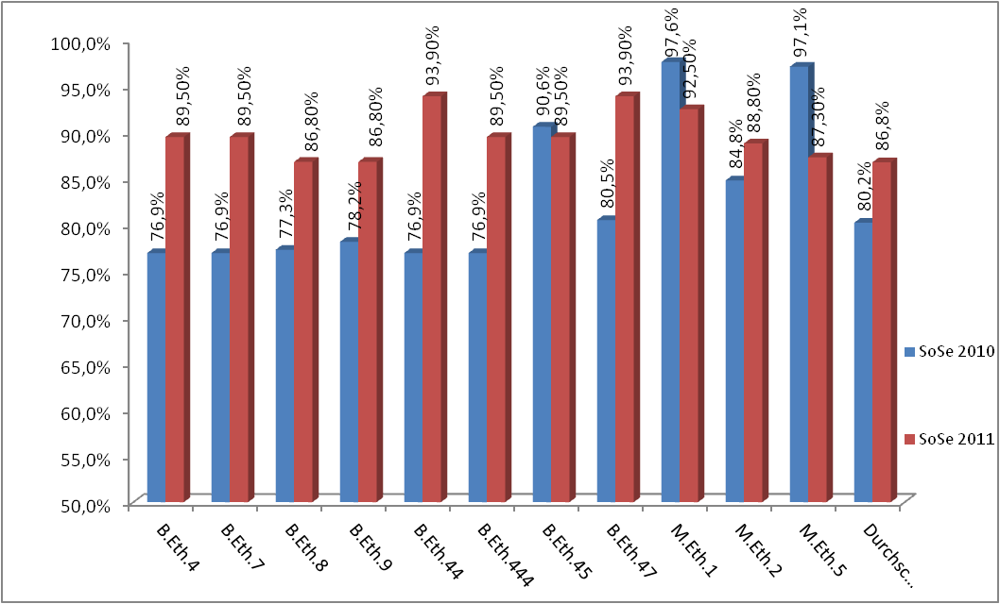 100,0%
95,0%
90,0%
85,0%
80,0%
75,0%
70,0%
65,0%
60,0%
55,0%
50,0%
76,9%
89,50%
76,9%
89,50%
77,3%
86,80%
78,2%
86,80%
76,9%
93,90%
76,9%
89,50%
90,6%
89,50%
80,5%
93,90%
97,6%
92,50%
84,8%
88,80%
97,1%
87,30%
80,2%
86,8%
B.Eth.4
B.Eth.7
B.Eth.8
B.Eth.9
B.Eth.44
B.Eth.444
B.Eth.45
B.Eth.47
M.Eth.1
M.Eth.2
M.Eth.5
Durchsc...
SoSe 2010
SoSe 2011